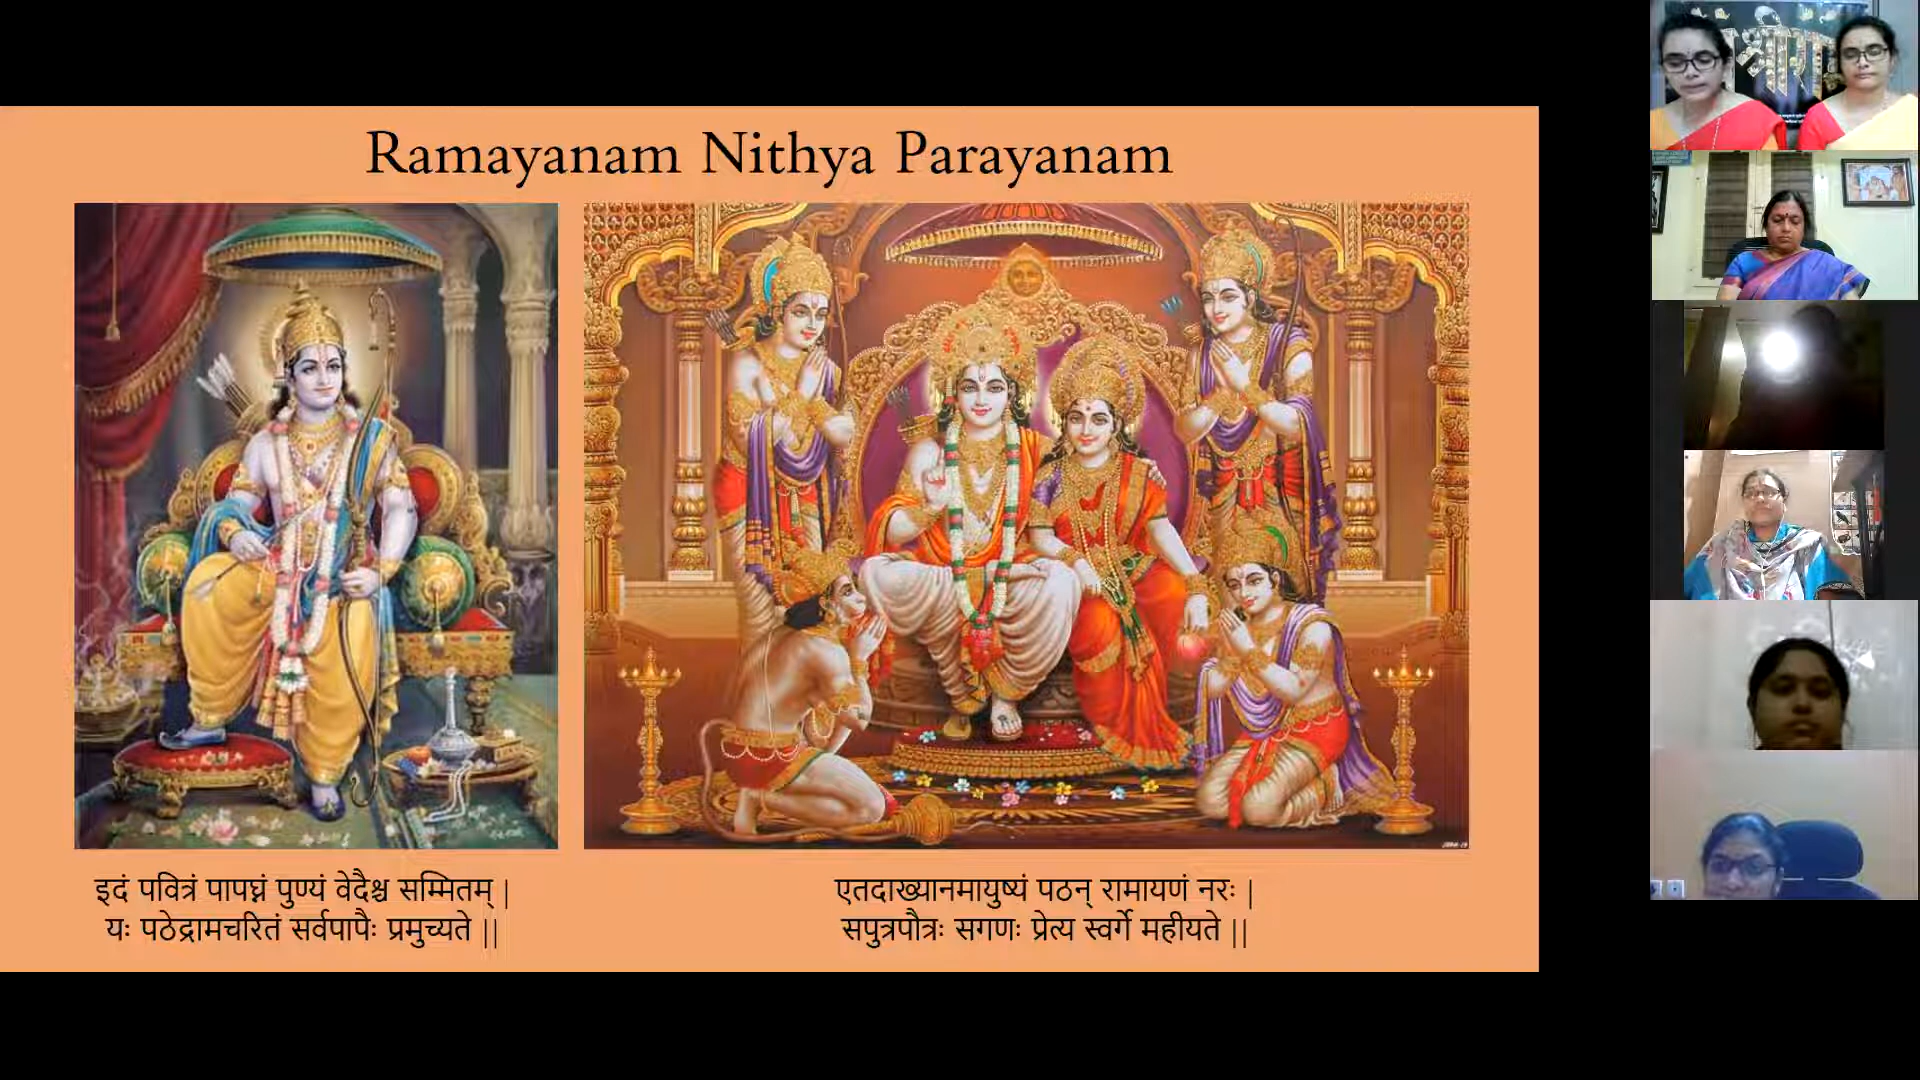 Ramayanam Nithya Parayanam
इदं पवित्रं पापघ्नं पुण्यं वेदैश्च सम्मितम् |
यः पठेद्रामचरितं सर्वपापैः प्रमुच्यते ||
एतदाख्यानमायुष्यं पठन् रामायणं नरः |
सपुत्रपौत्रः सगणः प्रेत्य स्वर्गे महीयते ||